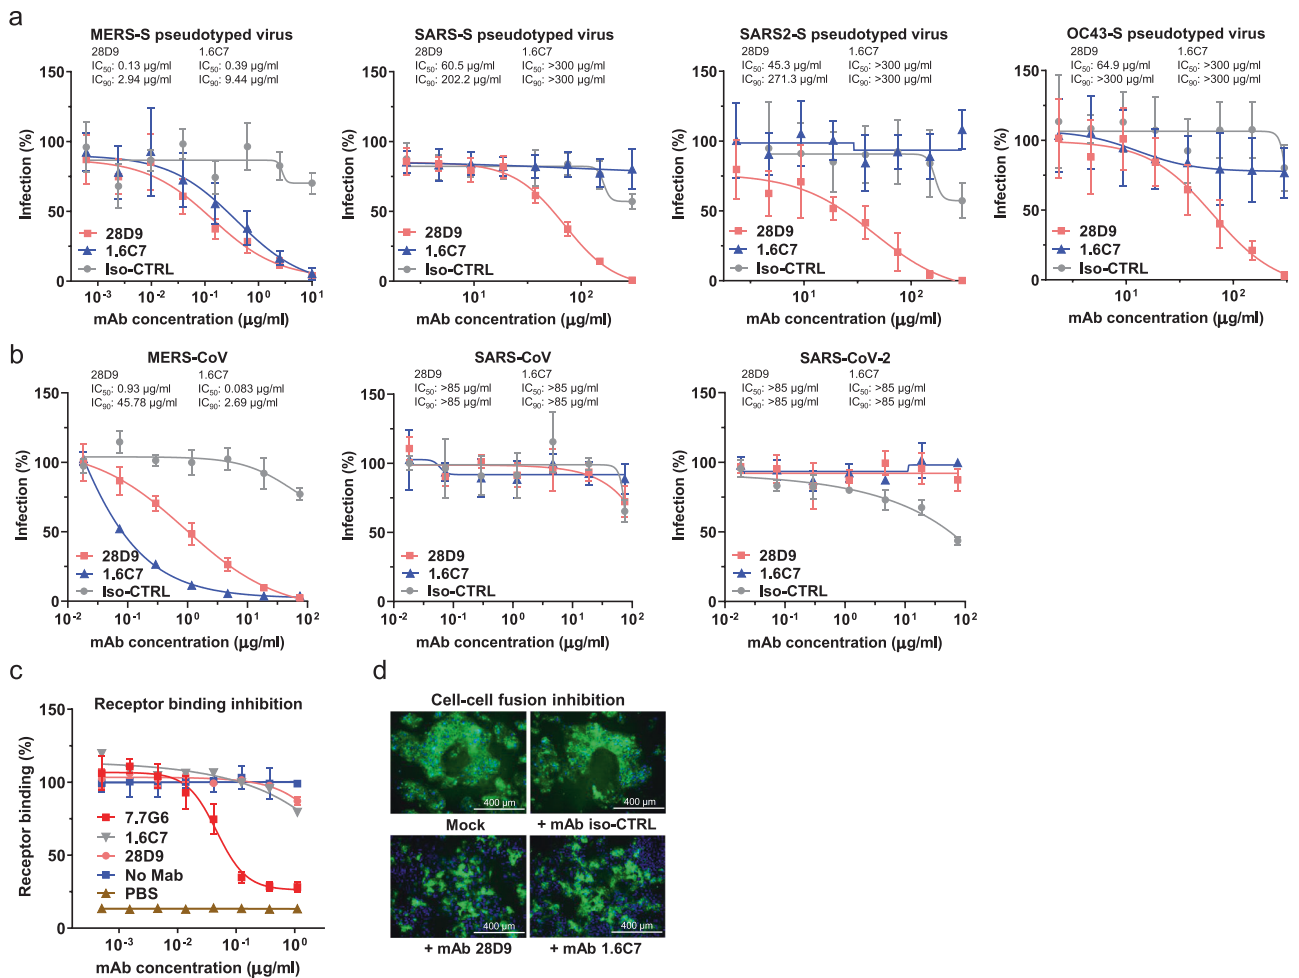 a
MERS-S pseudotyped virus
28D9 1.6C7
IC50: 0.13 µg/ml IC50: 0.39 µg/ml
IC90: 2.94 µg/ml IC90: 9.44 µg/ml
150
100
50
0
Infection (%)
28D9
1.6C7
Iso-CTRL
10-3 10-2 10-1 100 101
mAb concentration (µg/ml)
SARS-S pseudotyped virus
28D9 1.6C7
IC50: 60.5 µg/ml IC50: >300 µg/ml
IC90: 202.2 µg/ml IC90: >300 µg/ml
150
100
50
0
Infection (%)
28D9
1.6C7
Iso-CTRL
101 102
mAb concentration (µg/ml)
SARS2-S pseudotyped virus
28D9 1.6C7
IC50: 45.3 µg/ml IC50: >300 µg/ml
IC90: 271.3 µg/ml IC90: >300 µg/ml
150
100
50
0
Infection (%)
28D9
1.6C7
Iso-CTRL
101 102
mAb concentration (µg/ml)
OC43-S pseudotyped virus
28D9 1.6C7
IC50: 64.9 µg/ml IC50: >300 µg/ml
IC90: >300 µg/ml IC90: >300 µg/ml
150
100
50
0
Infection (%)
28D9
1.6C7
Iso-CTRL
101 102
mAb concentration (µg/ml)
b
MERS-CoV
28D9 1.6C7
IC50: 0.93 µg/ml IC50: 0.083 µg/ml
IC90: 45.78 µg/ml IC90: 2.69 µg/ml
150
100
50
0
Infection (%)
28D9
1.6C7
Iso-CTRL
10-2 10-1 100 101 102
mAb concentration (µg/ml)
SARS-CoV
28D9 1.6C7
IC50: >85 µg/ml IC50: >85 µg/ml
IC90: >85 µg/ml IC90: >85 µg/ml
150
100
50
0
Infection (%)
28D9
1.6C7
Iso-CTRL
10-2 10-1 100 101 102
mAb concentration (µg/ml)
SARS-CoV-2
28D9 1.6C7
IC50: >85 µg/ml IC50: >85 µg/ml
IC90: >85 µg/ml IC90: >85 µg/ml
150
100
50
0
Infection (%)
28D9
1.6C7
Iso-CTRL
10-2 10-1 100 101 102
mAb concentration (µg/ml)
c
Receptor binding inhibition
150
100
50
0
Receptor binding (%)
7.7G6
1.6C7
28D9
No Mab
PBS
10-3 10-2 10-1 100
mAb concentration (µg/ml)
d
Cell-cell fusion inhibition
400 µm 400 µm
Mock + mAb iso-CTRL
400 µm 400 µm
+ mAb 28D9 + mAb 1.6C7